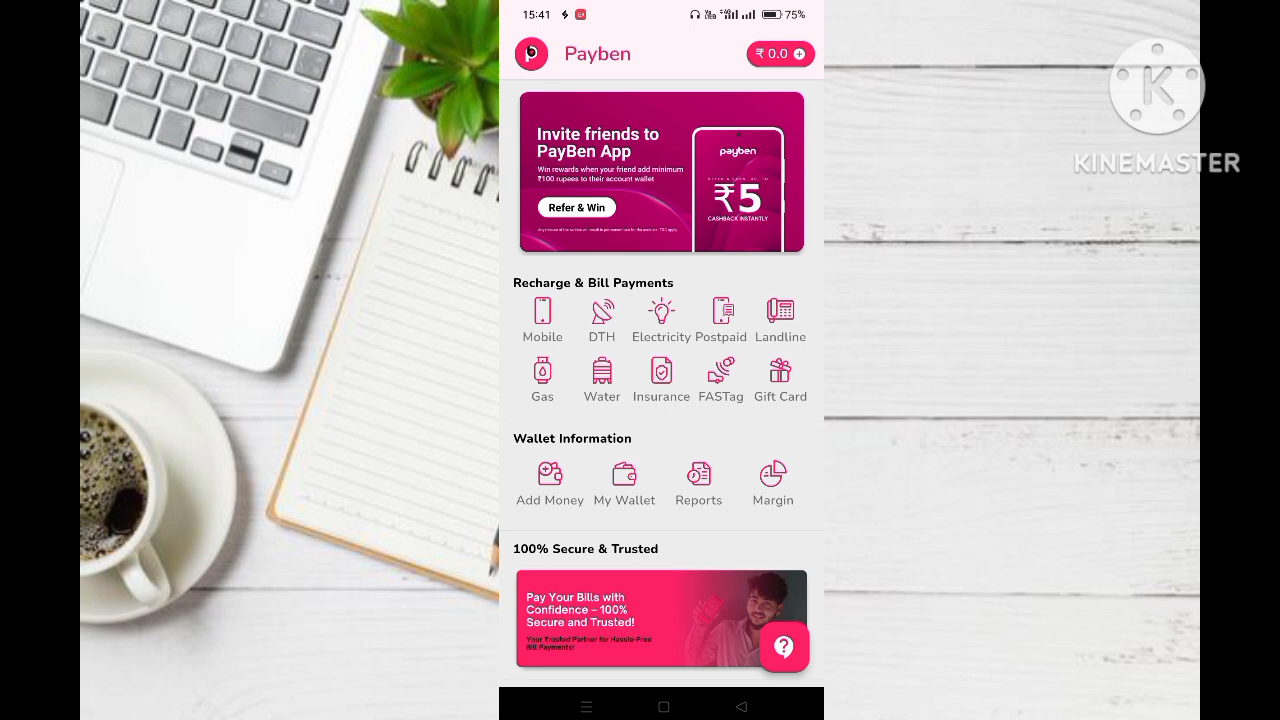 15:41
75%
Payben
₹ 0.0
Invite friends to
PayBen App
Win rewards when your friend add minimum
₹100 rupees to their account wallet
Refer & Win
payben
₹5
CASHBACK INSTANTLY
Recharge & Bill Payments
Mobile DTH Electricity Postpaid Landline
Gas Water Insurance FASTag Gift Card
Wallet Information
Add Money My Wallet Reports Margin
100% Secure & Trusted
Pay Your Bills with
Confidence – 100%
Secure and Trusted!
Your Trusted Partner for Hassle-Free
Bill Payments!
K
KINEMASTER